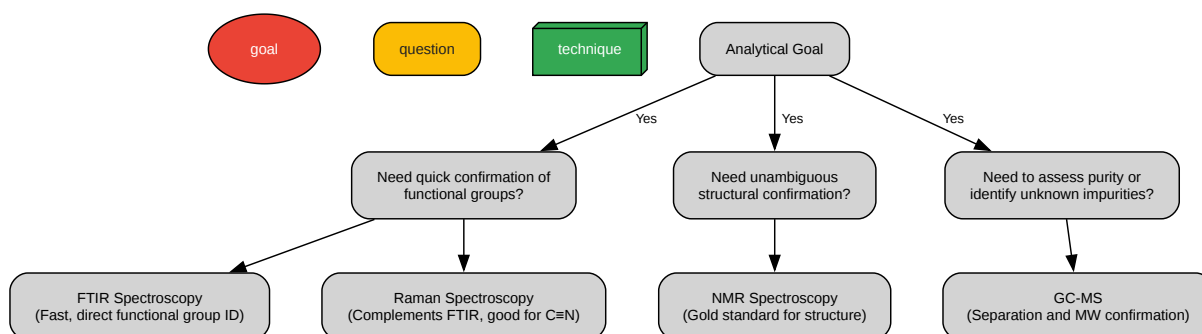 goal
question
technique
Analytical Goal
Yes
Yes
Yes
Need quick confirmation of
functional groups?
Need unambiguous
structural confirmation?
Need to assess purity or
identify unknown impurities?
FTIR Spectroscopy
(Fast, direct functional group ID)
Raman Spectroscopy
(Complements FTIR, good for C≡N)
NMR Spectroscopy
(Gold standard for structure)
GC-MS
(Separation and MW confirmation)